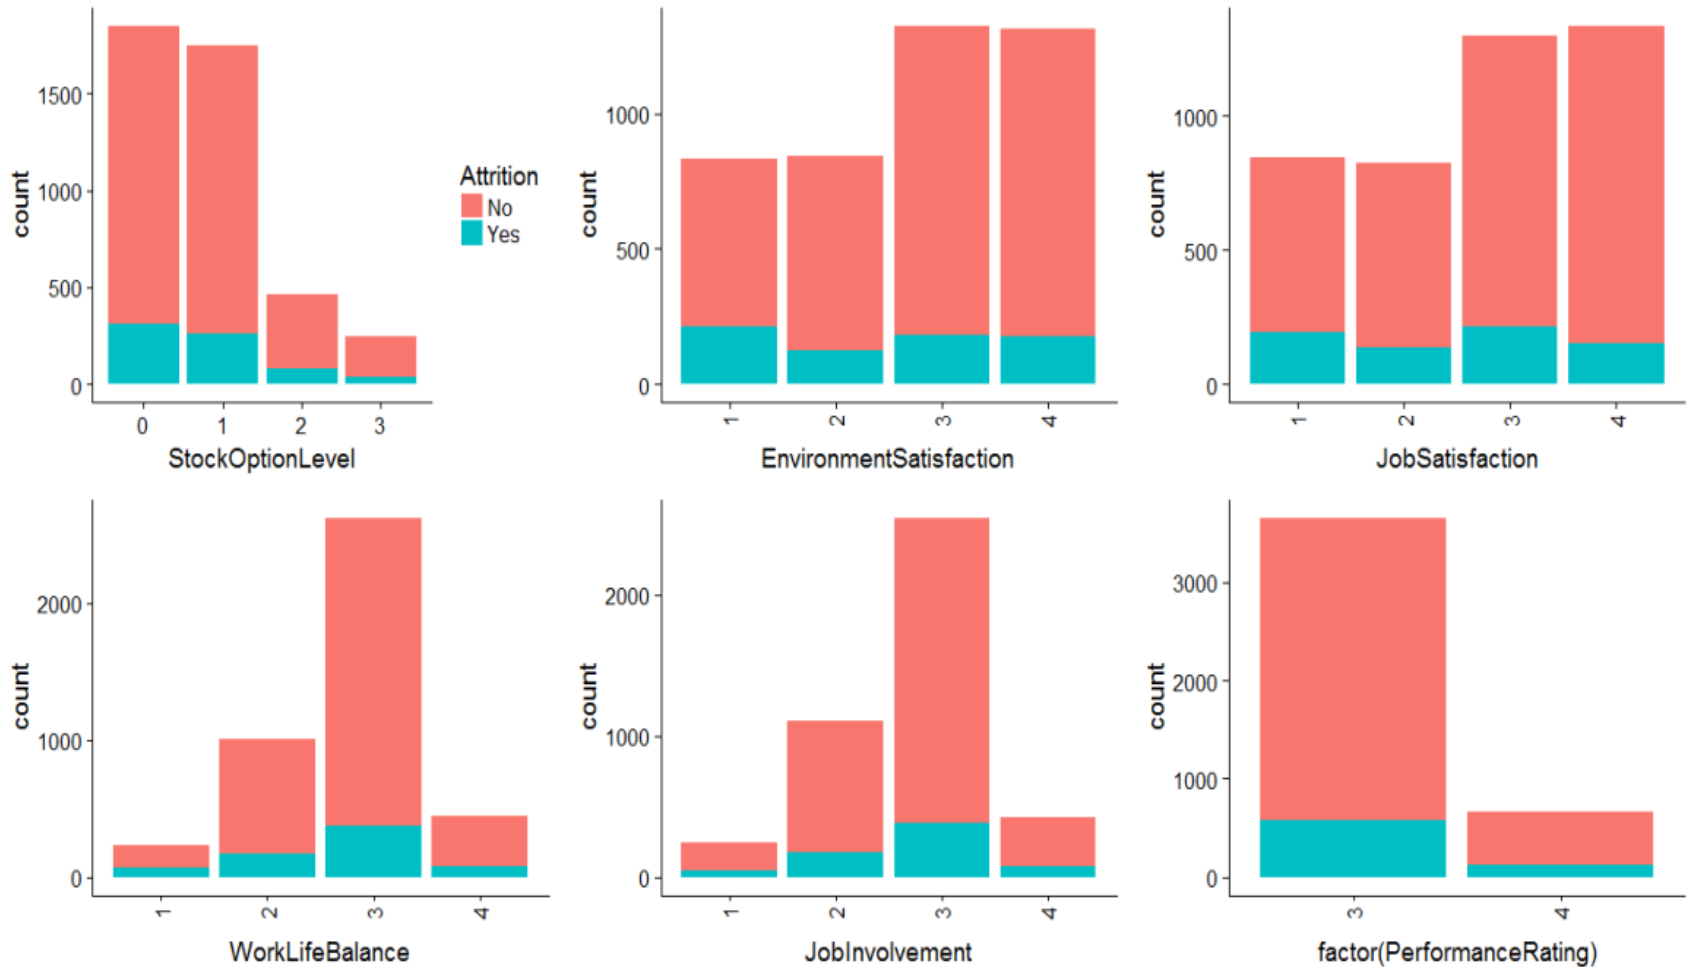 count
1500
1000
500
0
0 1 2 3
StockOptionLevel
Attrition
No
Yes
count
1000
500
0
1 2 3 4
EnvironmentSatisfaction
count
1000
500
0
1 2 3 4
JobSatisfaction
count
2000
1000
0
1 2 3 4
WorkLifeBalance
count
2000
1000
0
1 2 3 4
JobInvolvement
count
3000
2000
1000
0
3 4
factor(PerformanceRating)